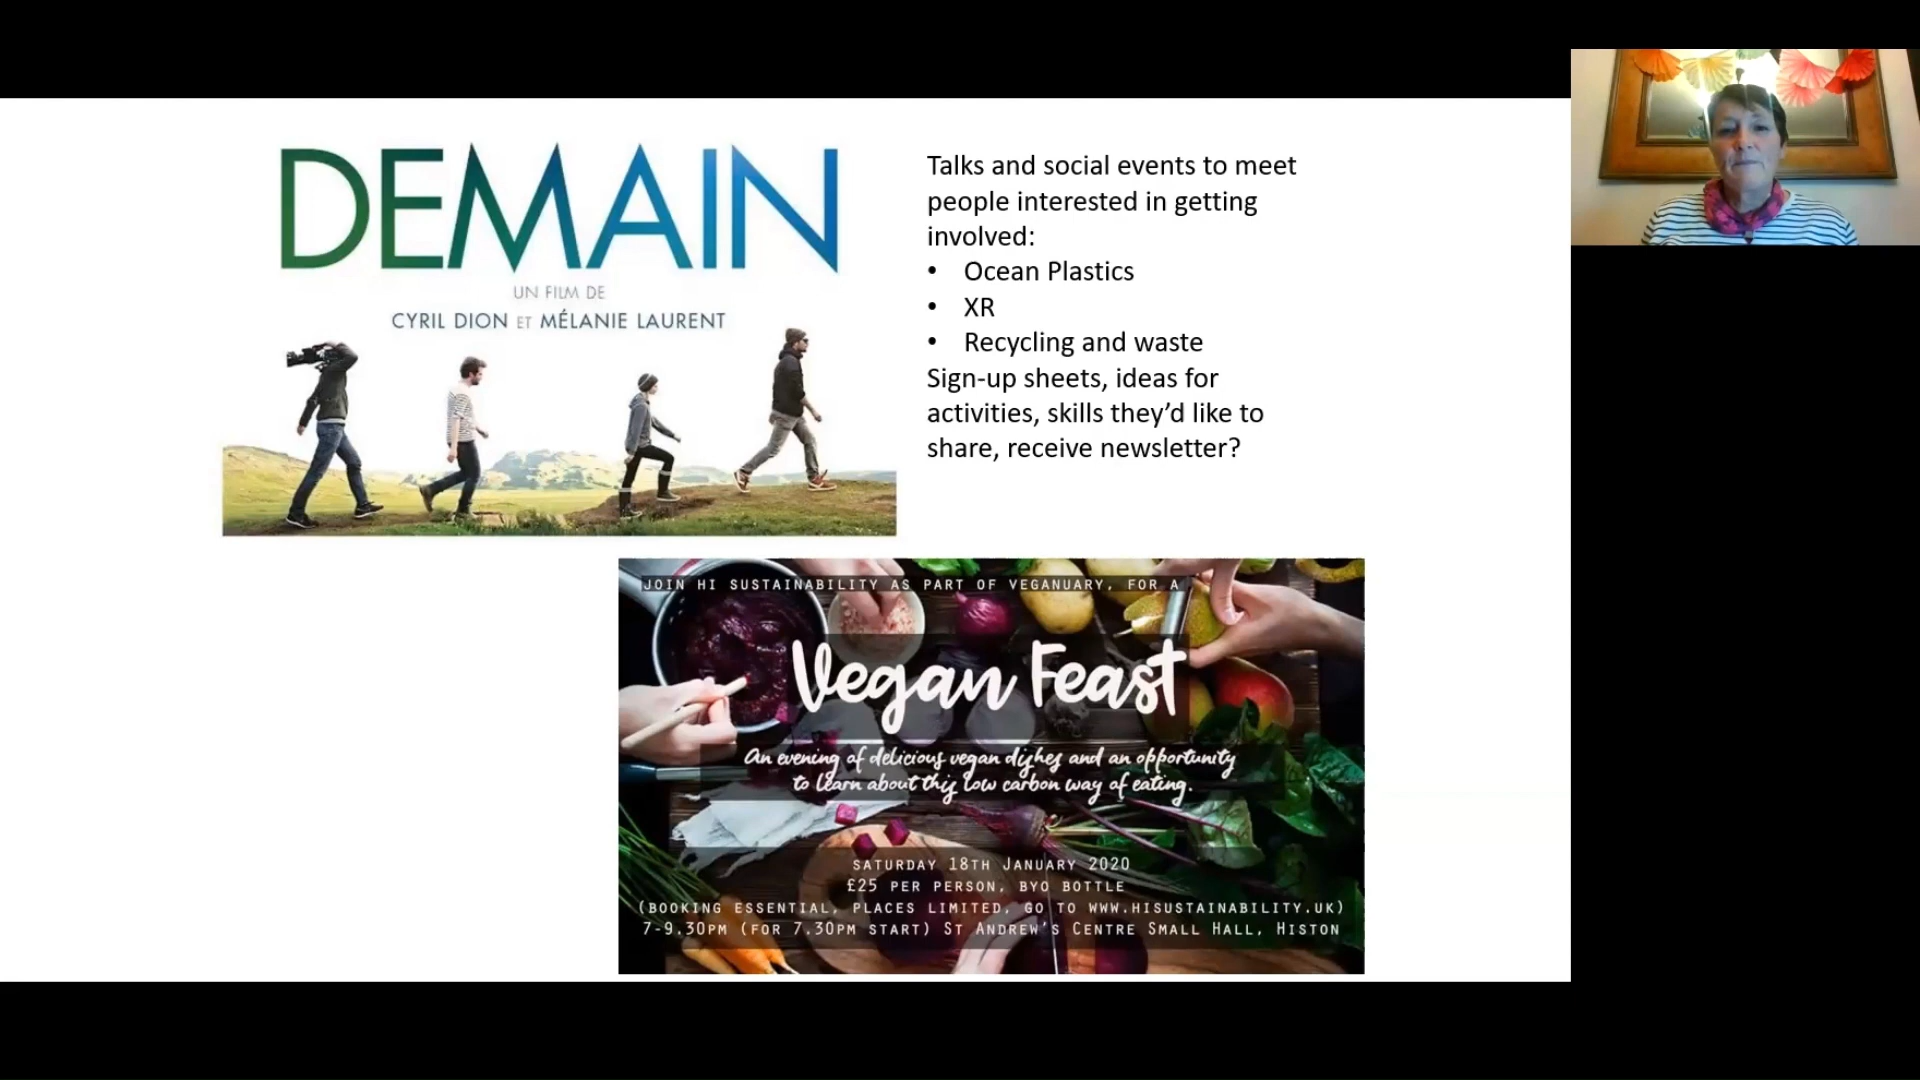 DEMAIN
UN FILM DE
CYRIL DION ET MÉLANIE LAURENT
Talks and social events to meet
people interested in getting
involved:
• Ocean Plastics
• XR
• Recycling and waste
Sign-up sheets, ideas for
activities, skills they’d like to
share, receive newsletter?
JOIN HI SUSTAINABILITY AS PART OF VEGANUARY, FOR A
Vegan Feast
An evening of delicious vegan dishes and an opportunity
to learn about this low carbon way of eating.
SATURDAY 18TH JANUARY 2020
£25 PER PERSON, BYO BOTTLE
(BOOKING ESSENTIAL, PLACES LIMITED, GO TO WWW.HISUSTAINABILITY.UK)
7-9.30PM (FOR 7.30PM START) ST ANDREW'S CENTRE SMALL HALL, HISTON